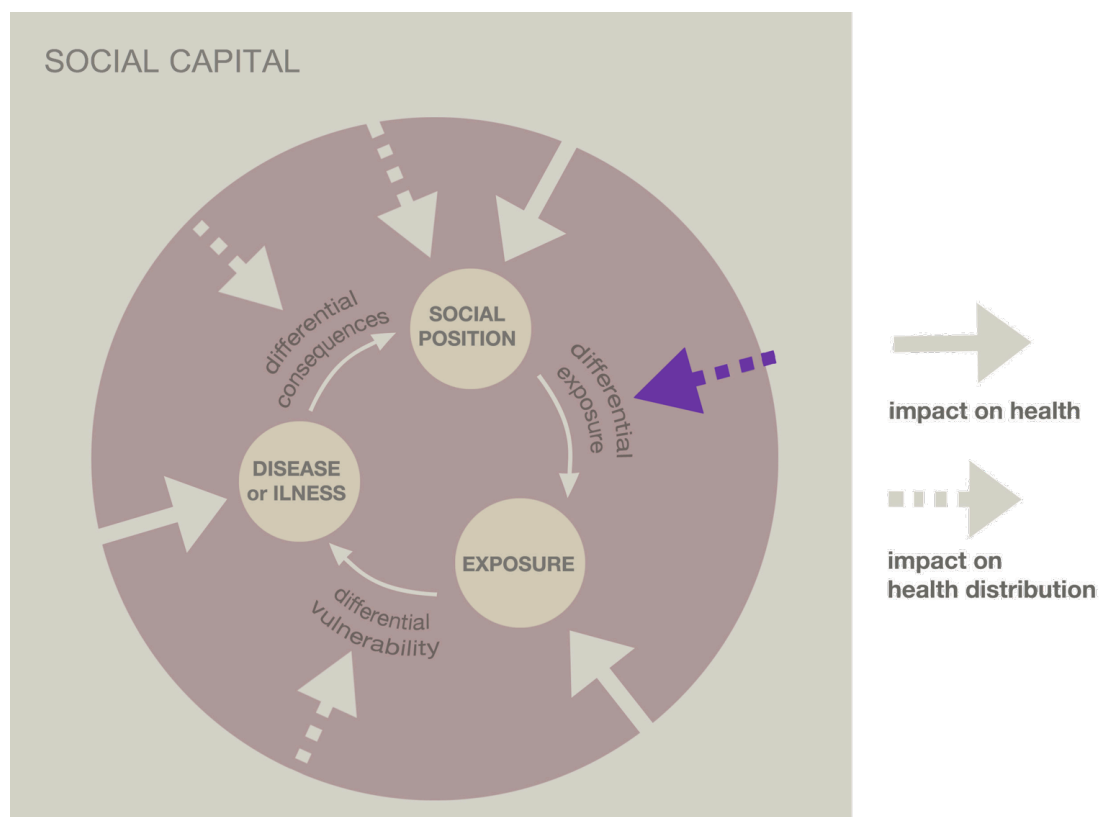 SOCIAL CAPITAL
differential
consequences
SOCIAL
POSITION
differential
exposure
impact on health
DISEASE
or ILNESS
EXPOSURE
impact on
health distribution
differential
vulnerability